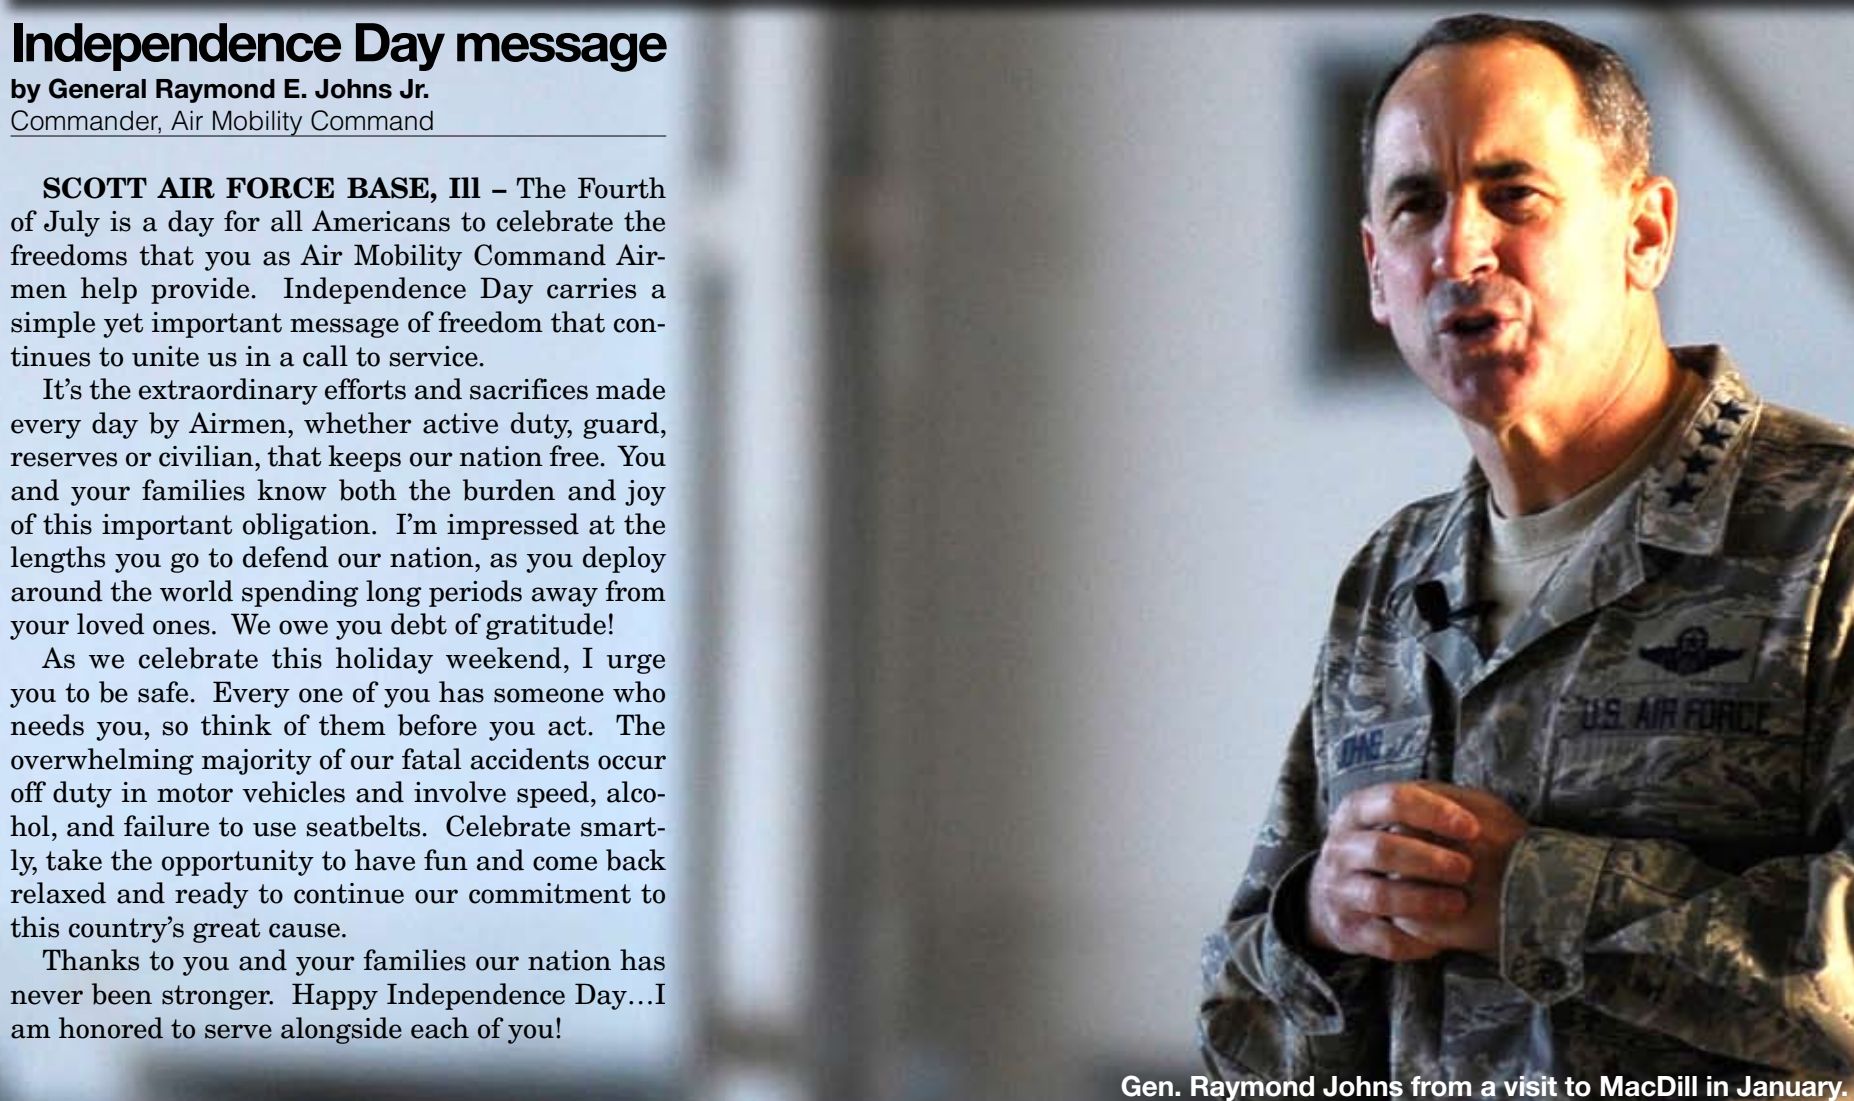 Independence Day message
by General Raymond E. Johns Jr.
Commander, Air Mobility Command
SCOTT AIR FORCE BASE, Ill – The Fourth
of July is a day for all Americans to celebrate the
freedoms that you as Air Mobility Command Air-
men help provide.  Independence Day carries a
simple yet important message of freedom that con-
tinues to unite us in a call to service.
It’s the extraordinary efforts and sacrifices made
every day by Airmen, whether active duty, guard,
reserves or civilian, that keeps our nation free.  You
and your families know both the burden and joy
of this important obligation.  I’m impressed at the
lengths you go to defend our nation, as you deploy
around the world spending long periods away from
your loved ones.  We owe you debt of gratitude!
As we celebrate this holiday weekend, I urge
you to be safe.  Every one of you has someone who
needs you, so think of them before you act.  The
overwhelming majority of our fatal accidents occur
off duty in motor vehicles and involve speed, alco-
hol, and failure to use seatbelts.  Celebrate smart-
ly, take the opportunity to have fun and come back
relaxed and ready to continue our commitment to
this country’s great cause.
Thanks to you and your families our nation has
never been stronger.  Happy Independence Day…I
am honored to serve alongside each of you!
U.S. AIR FORCE
Gen. Raymond Johns from a visit to MacDill in January.